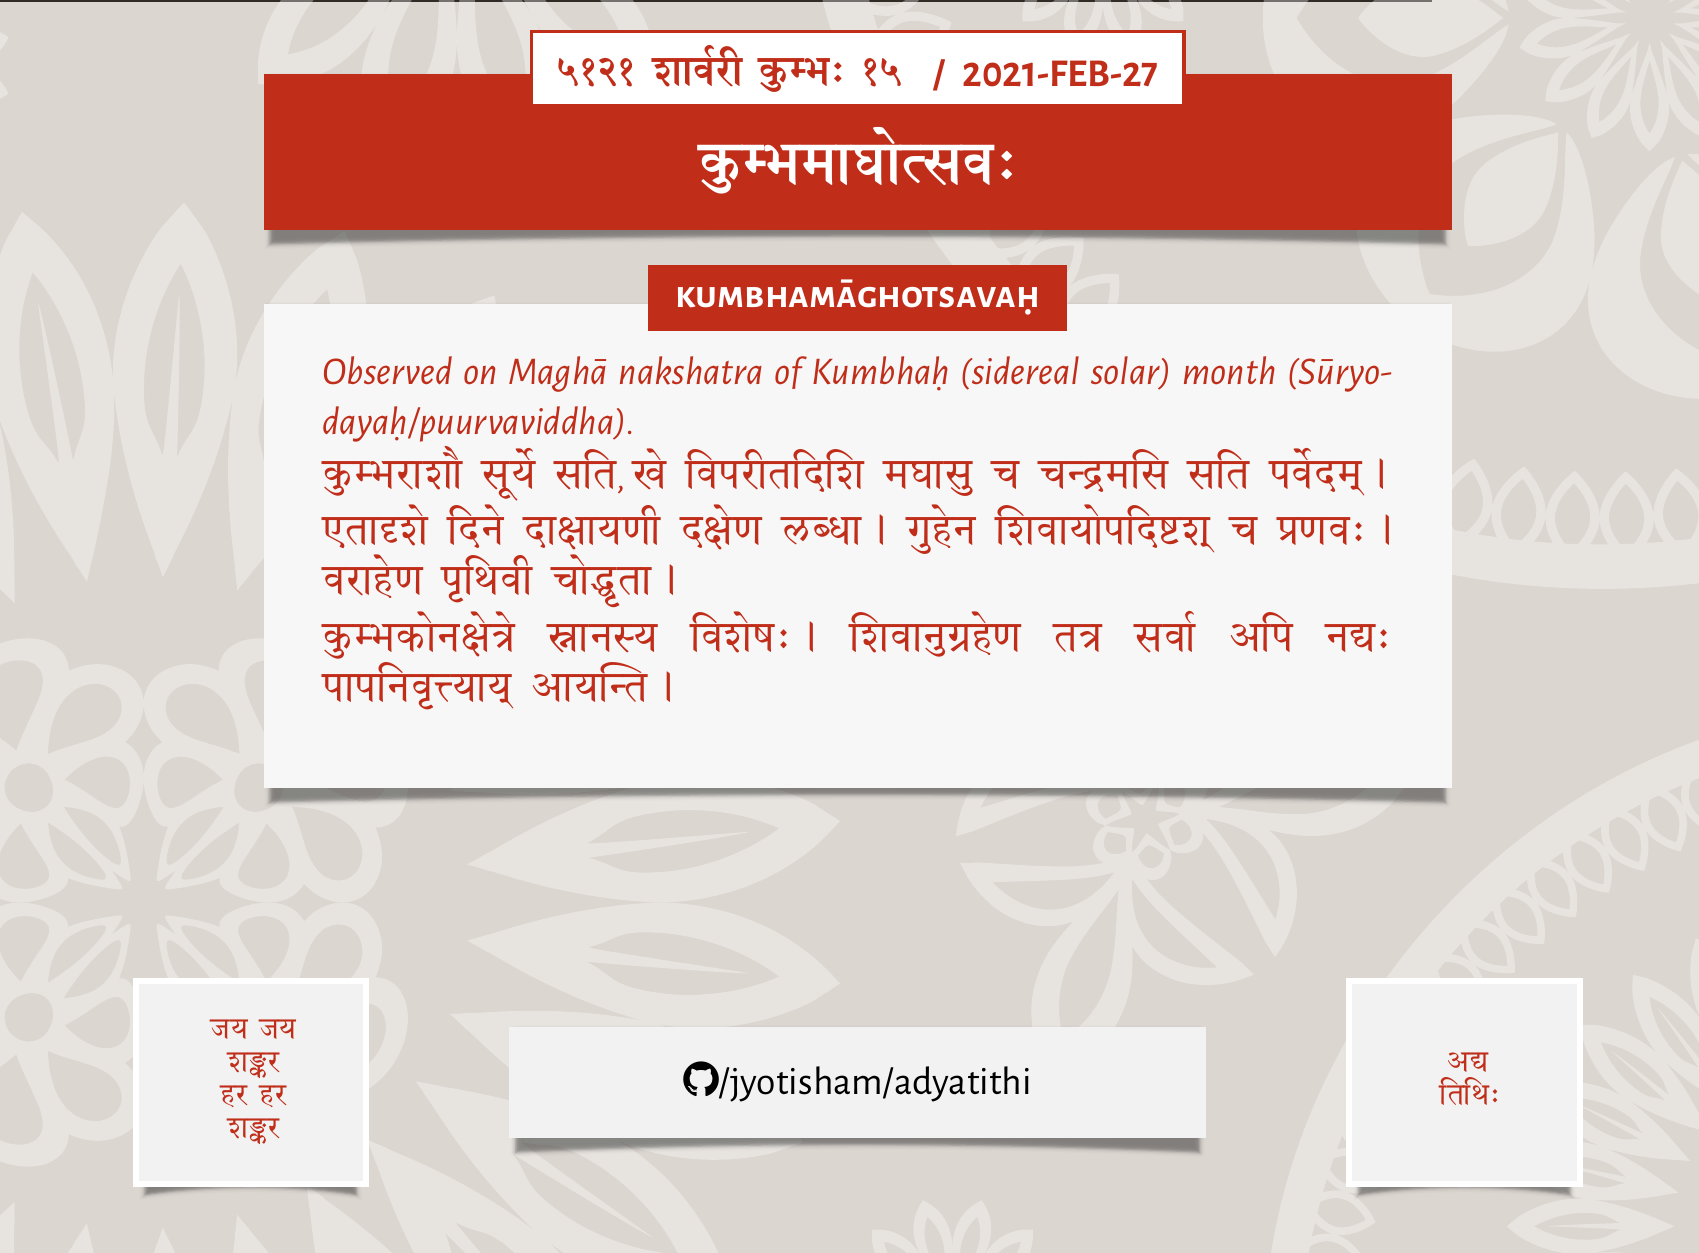 ५१२१ शार्वरी कुम्भः १५ / 2021-FEB-27
कुम्भमाघोत्सवः
KUMBHAMĀGHOTSAVAḤ
Observed on Maghā nakshatra of Kumbhaḥ (sidereal solar) month (Sūryo-
dayaḥ/puurvaviddha).
कुम्भराशौ सूर्ये सति, खे विपरीतदिशि मघासु च चन्द्रमसि सति पर्वेदम् ।
एतादृशे दिने दाक्षायणी दक्षेण लब्धा । गुहेन शिवायोपदिष्टश् च प्रणवः ।
वराहेण पृथिवी चोद्धृता ।
कुम्भकोनक्षेत्रे स्नानस्य विशेषः । शिवानुग्रहेण तत्र सर्वा अपि नद्यः
पापनिवृत्त्याय् आयन्ति ।
जय जय
शङ्कर
हर हर
शङ्कर
/jyotisham/adyatithi
अद्य
तिथिः